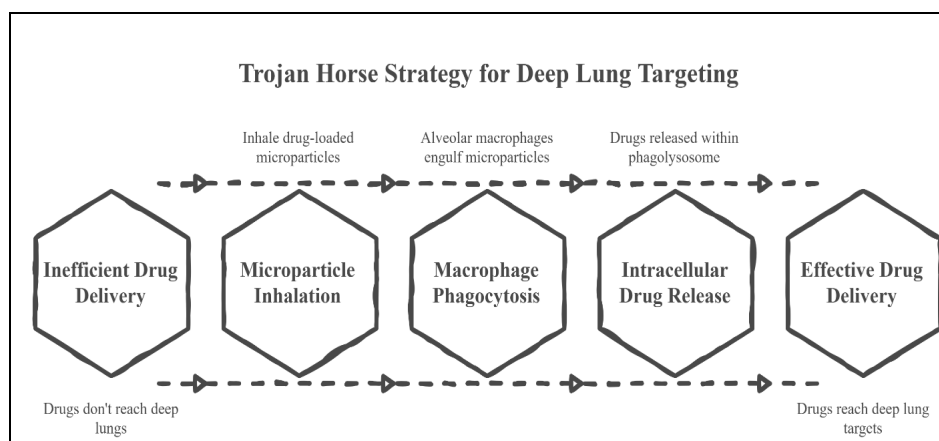 Trojan Horse Strategy for Deep Lung Targeting
Inhale drug-loaded
microparticles
Alveolar macrophages
engulf microparticles
Drugs released within
phagolysosome
Inefficient Drug
Delivery
Microparticle
Inhalation
Macrophage
Phagocytosis
Intracellular
Drug Release
Effective Drug
Delivery
Drugs don't reach deep
lungs
Drugs reach deep lung
targets